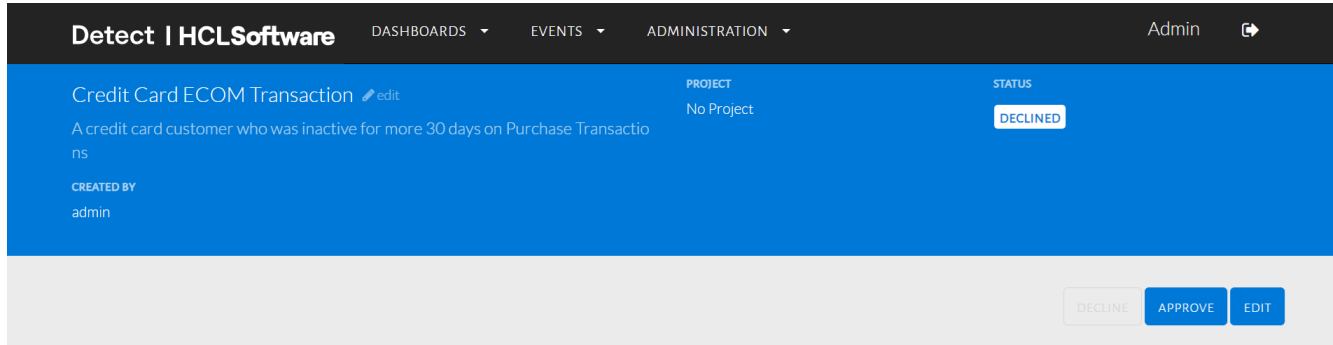 Detect | HCLSoftware DASHBOARDS EVENTS ADMINISTRATION Admin
Credit Card ECOM Transaction edit
A credit card customer who was inactive for more 30 days on Purchase Transactio
ns
CREATED BY
admin
PROJECT
No Project
STATUS
DECLINED
DECLINE APPROVE EDIT